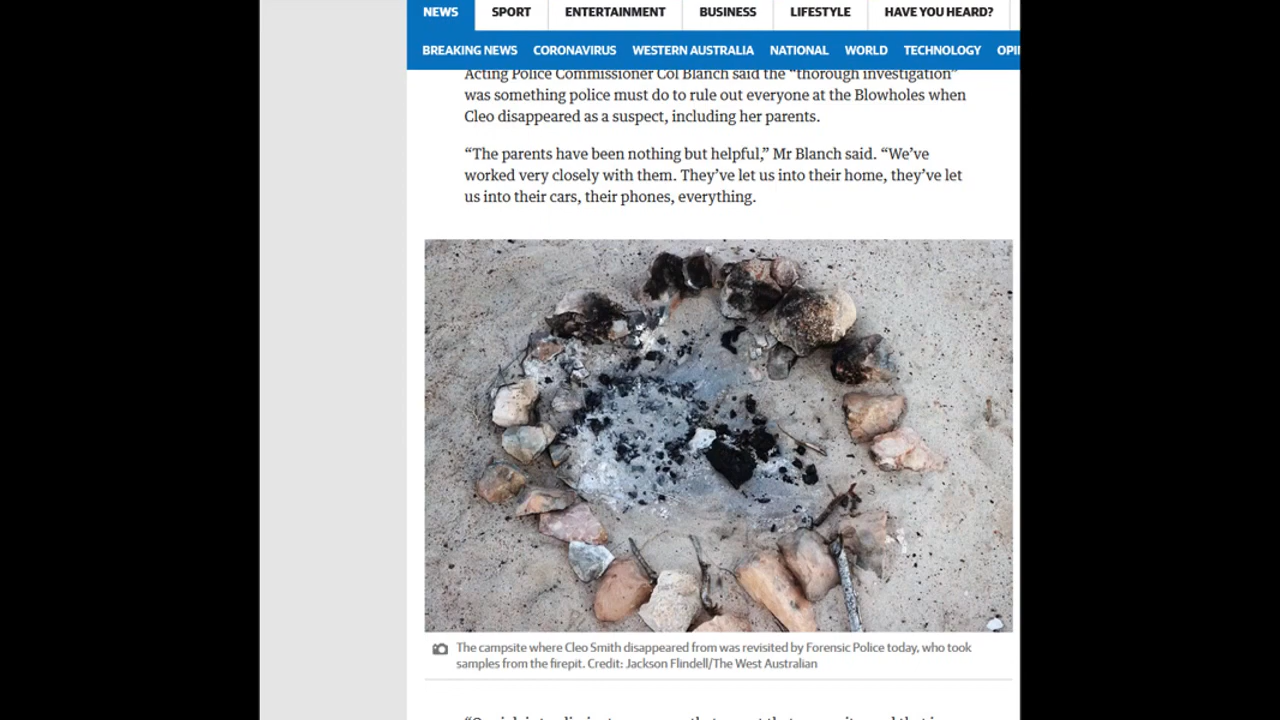 NEWS SPORT ENTERTAINMENT BUSINESS LIFESTYLE HAVE YOU HEARD?
BREAKING NEWS CORONAVIRUS WESTERN AUSTRALIA NATIONAL WORLD TECHNOLOGY
Acting Police Commissioner Col Blanch said the “thorough investigation”
was something police must do to rule out everyone at the Blowholes when
Cleo disappeared as a suspect, including her parents.
“The parents have been nothing but helpful,” Mr Blanch said. “We’ve
worked very closely with them. They’ve let us into their home, they’ve let
us into their cars, their phones, everything.
The campsite where Cleo Smith disappeared from was revisited by Forensic Police today, who took
samples from the firepit. Credit: Jackson Flindell/The West Australian